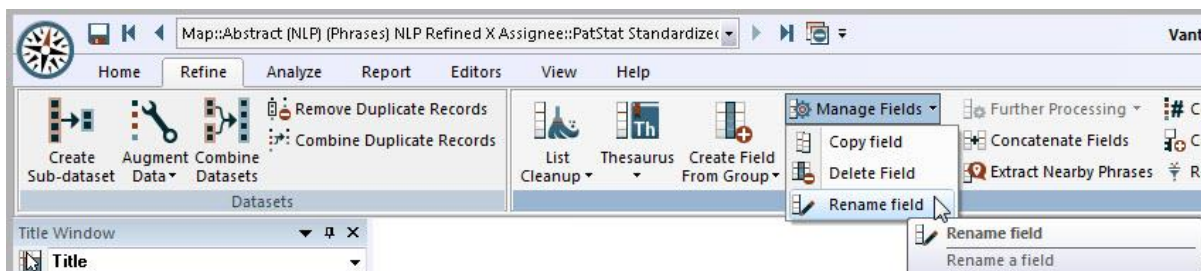 Map::Abstract (NLP) (Phrases) NLP Refined X Assignee::PatStat Standardized
Vant
Home Refine Analyze Report Editors View Help
Create Sub-dataset
Augment Data
Combine Datasets
Remove Duplicate Records
Combine Duplicate Records
Datasets
List Cleanup
Th
Thesaurus
Create Field From Group
Manage Fields
Copy field
Delete Field
Rename field
Further Processing
Concatenate Fields
Extract Nearby Phrases
# C
C
R
Rename field
Rename a field
Title Window
Title